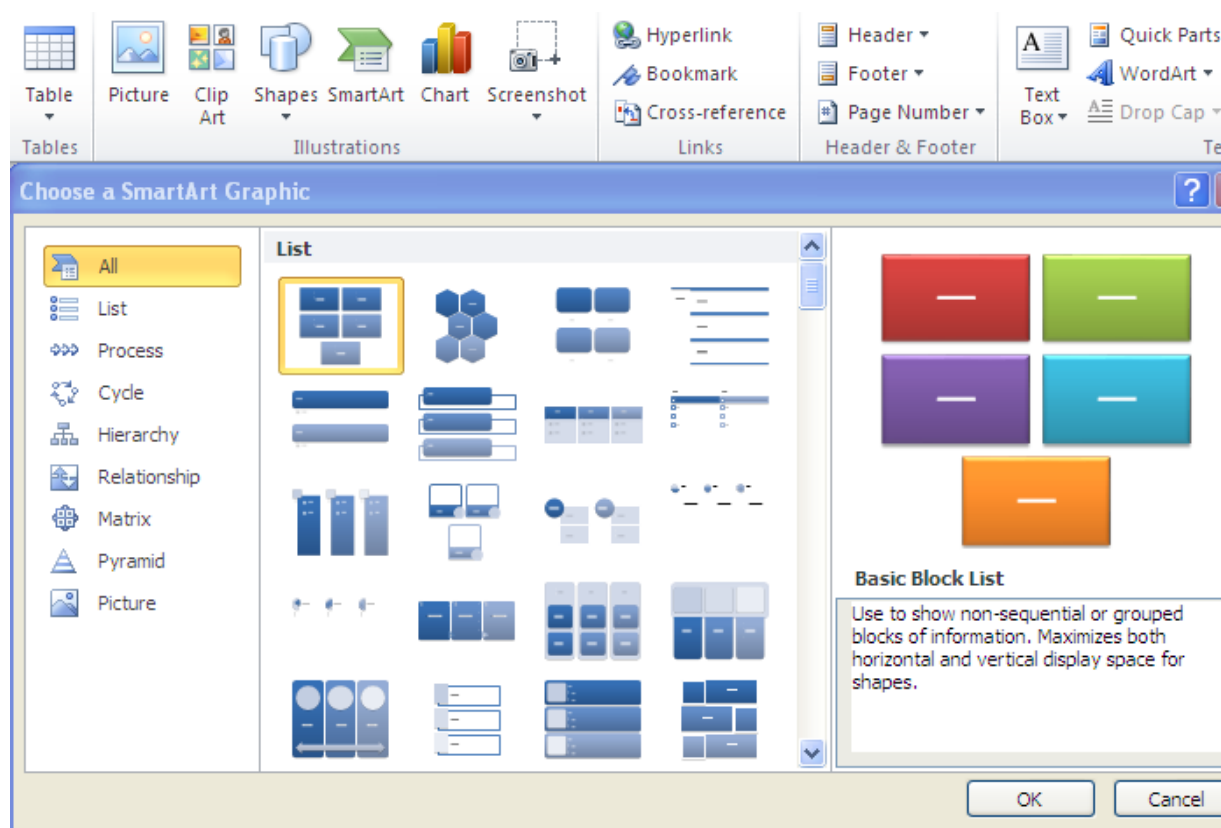 Table
Picture
Clip
Art
Shapes
SmartArt
Chart
Screenshot
Hyperlink
Bookmark
Cross-reference
Header
Footer
Page Number
A
Text
Box
Quick Parts
WordArt
Drop Cap
Tables
Illustrations
Links
Header & Footer
Te
Choose a SmartArt Graphic
?
All
List
Process
Cycle
Hierarchy
Relationship
Matrix
Pyramid
Picture
List
Basic Block List
Use to show non-sequential or grouped
blocks of information. Maximizes both
horizontal and vertical display space for
shapes.
OK
Cancel